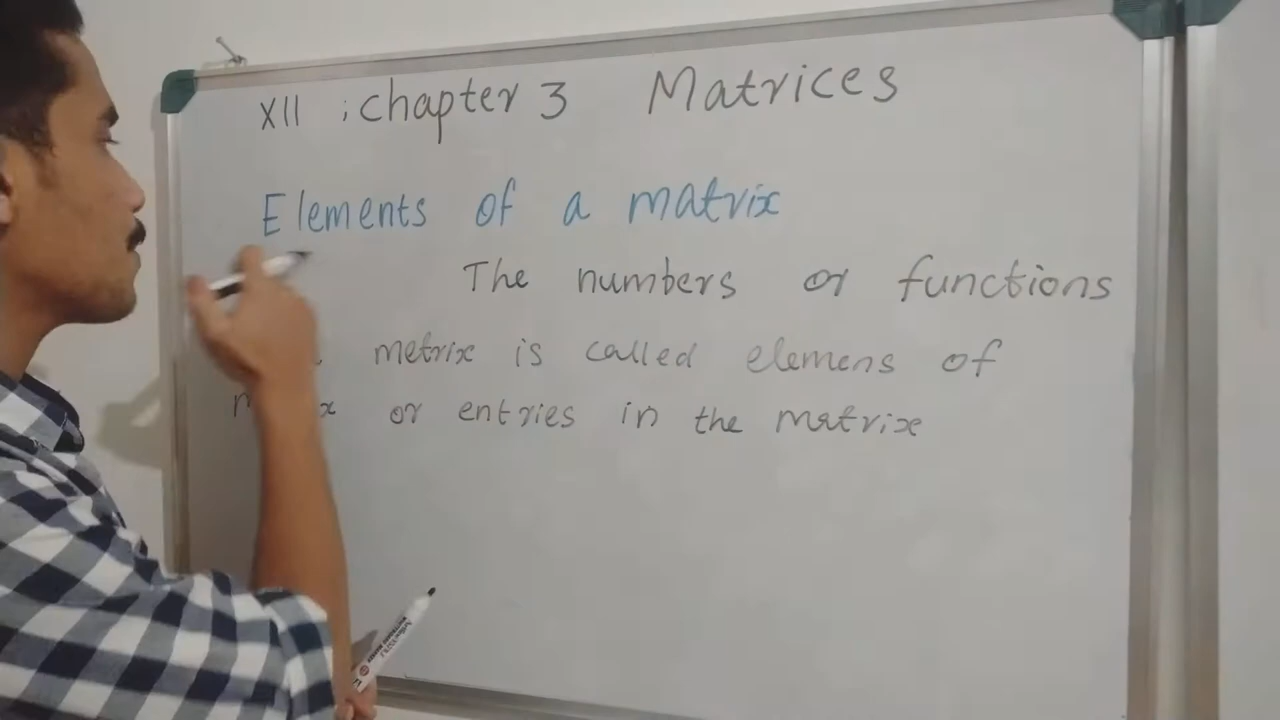 XII ; chapter 3 Matrices
Elements of a matrix
The numbers or functions
metrix is called elemens of
or entries in the matrix